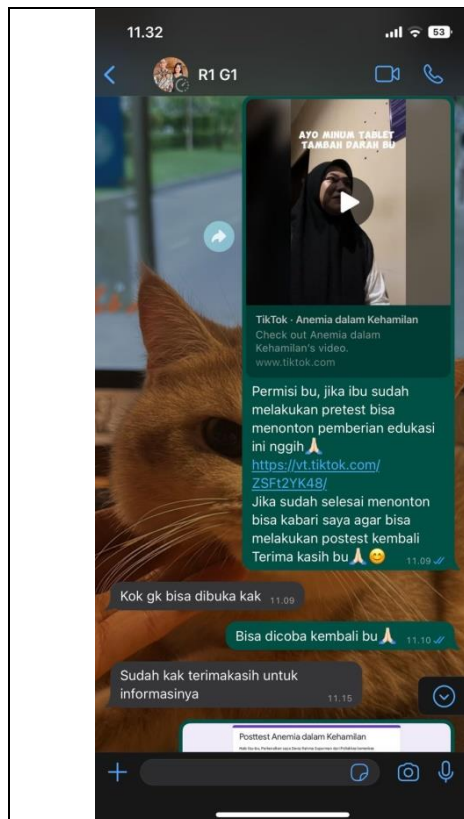 11.32
53
R1 G1
AYO MINUM TABLET
TAMBAH DARAH BU
TikTok · Anemia dalam Kehamilan
Check out Anemia dalam
Kehamilan's video.
www.tiktok.com
Permisi bu, jika ibu sudah
melakukan pretest bisa
menonton pemberian edukasi
ini nggih🙏🏻
https://vt.tiktok.com/
ZSFt2YK48/
Jika sudah selesai menonton
bisa kabari saya agar bisa
melakukan postest kembali
Terima kasih bu🙏🏻😊 11.09
Kok gk bisa dibuka kak 11.09
Bisa dicoba kembali bu🙏🏻 11.10
Sudah kak terimakasih untuk
informasinya 11.15
Posttest Anemia dalam Kehamilan